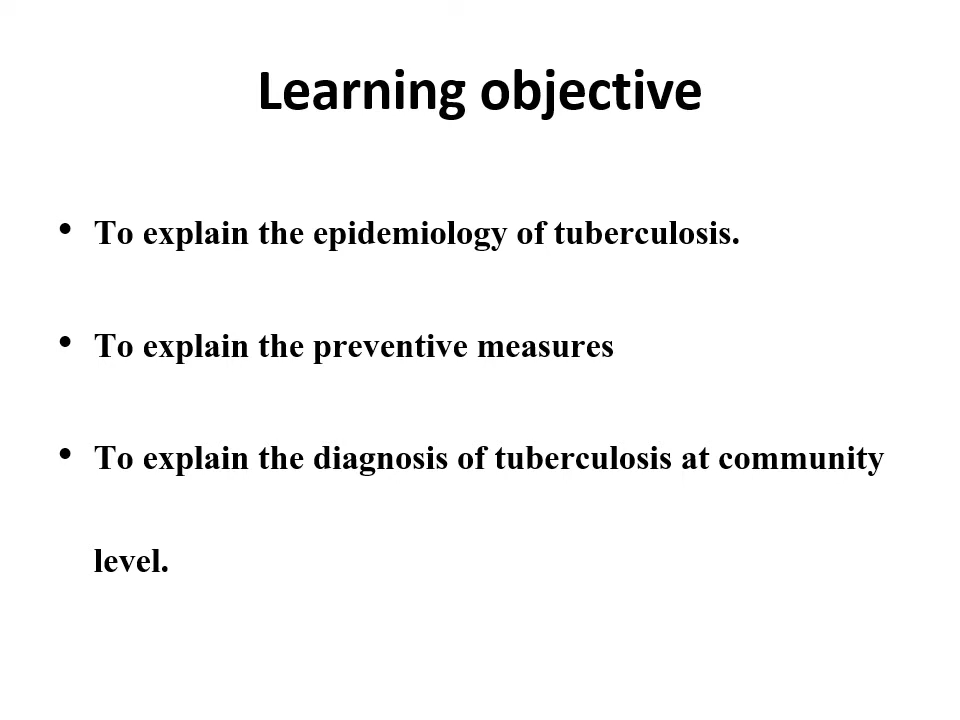 Learning objective
• To explain the epidemiology of tuberculosis.
• To explain the preventive measures
• To explain the diagnosis of tuberculosis at community
level.